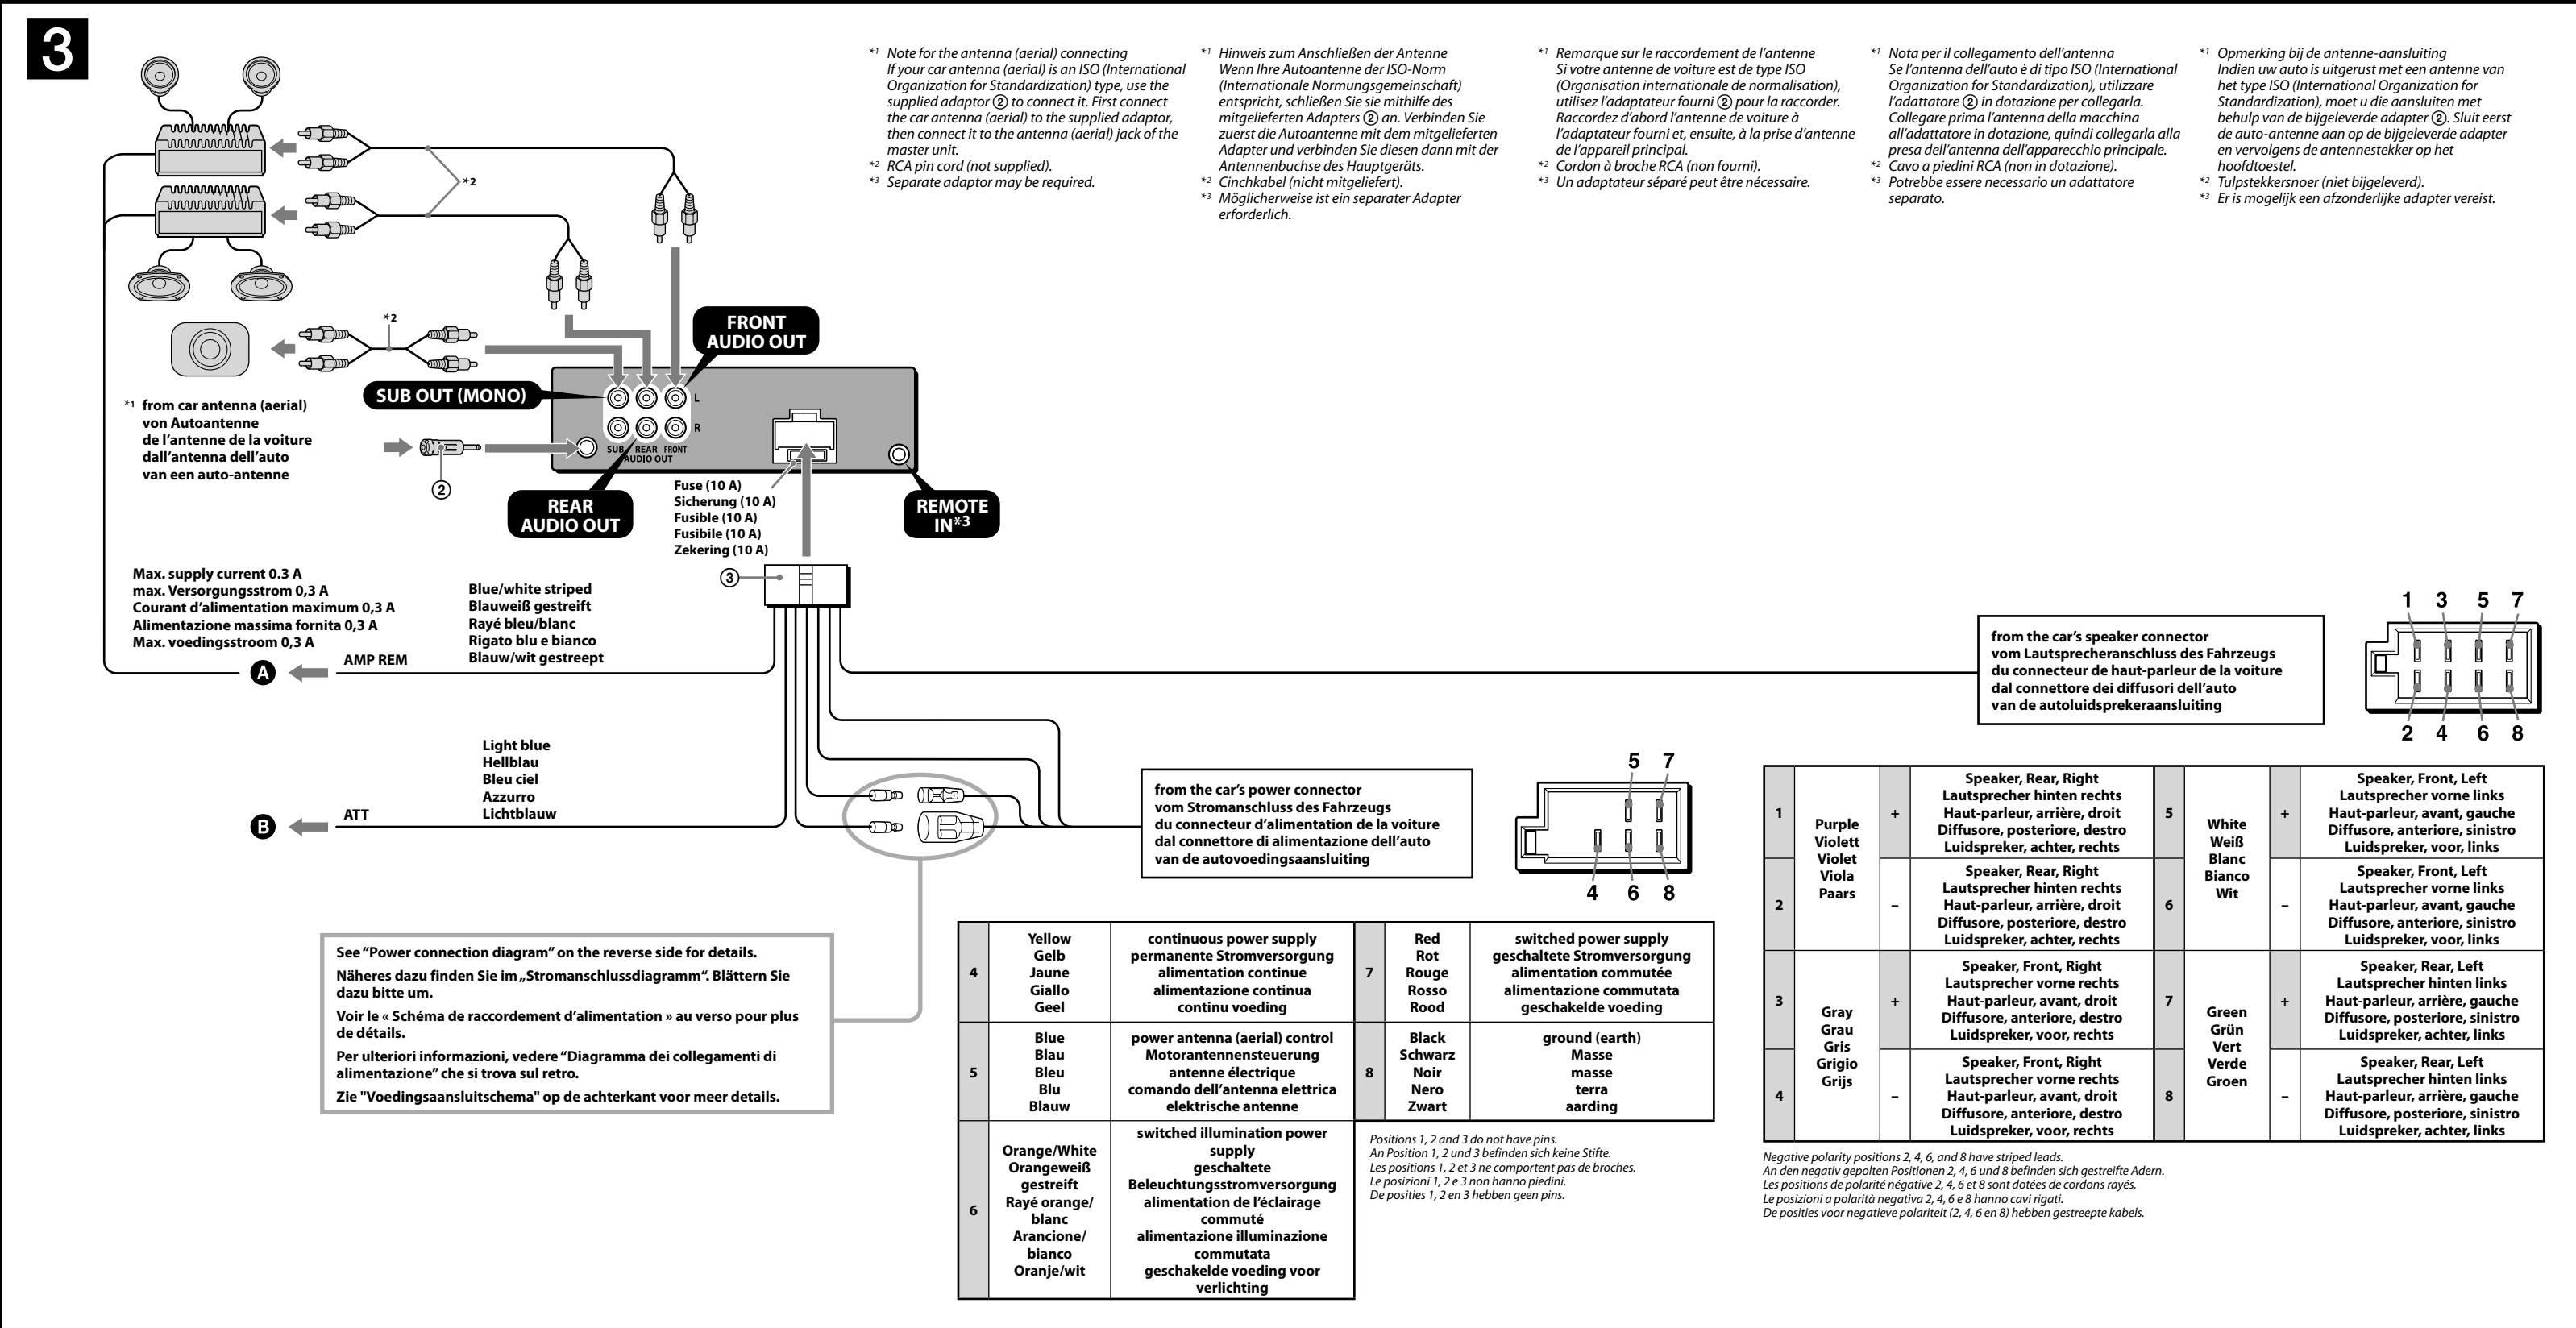 3
*1 Note for the antenna (aerial) connecting
If your car antenna (aerial) is an ISO (International
Organization for Standardization) type, use the
supplied adaptor ② to connect it. First connect
the car antenna (aerial) to the supplied adaptor,
then connect it to the antenna (aerial) jack of the
master unit.
*2 RCA pin cord (not supplied).
*3 Separate adaptor may be required.
*1 Hinweis zum Anschließen der Antenne
Wenn Ihre Autoantenne der ISO-Norm
(Internationale Normungsgemeinschaft)
entspricht, schließen Sie sie mithilfe des
mitgelieferten Adapters ② an. Verbinden Sie
zuerst die Autoantenne mit dem mitgelieferten
Adapter und verbinden Sie diesen dann mit der
Antennenbuchse des Hauptgeräts.
*2 Cinchkabel (nicht mitgeliefert).
*3 Möglicherweise ist ein separater Adapter
erforderlich.
*1 Remarque sur le raccordement de l’antenne
Si votre antenne de voiture est de type ISO
(Organisation internationale de normalisation),
utilisez l’adaptateur fourni ② pour la raccorder.
Raccordez d’abord l’antenne de voiture à
l’adaptateur fourni et, ensuite, à la prise d’antenne
de l’appareil principal.
*2 Cordon à broche RCA (non fourni).
*3 Un adaptateur séparé peut être nécessaire.
*1 Nota per il collegamento dell’antenna
Se l’antenna dell’auto è di tipo ISO (International
Organization for Standardization), utilizzare
l’adattatore ② in dotazione per collegarla.
Collegare prima l’antenna della macchina
all’adattatore in dotazione, quindi collegarla alla
presa dell’antenna dell’apparecchio principale.
*2 Cavo a piedini RCA (non in dotazione).
*3 Potrebbe essere necessario un adattatore
separato.
*1 Opmerking bij de antenne-aansluiting
Indien uw auto is uitgerust met een antenne van
het type ISO (International Organization for
Standardization), moet u die aansluiten met
behulp van de bijgeleverde adapter ②. Sluit eerst
de auto-antenne aan op de bijgeleverde adapter
en vervolgens de antennestekker op het
hoofdtoestel.
*2 Tulpstekkersnoer (niet bijgeleverd).
*3 Er is mogelijk een afzonderlijke adapter vereist.
*2
*2
FRONT
AUDIO OUT
SUB OUT (MONO)
L
R
SUB REAR FRONT
AUDIO OUT
*1 from car antenna (aerial)
von Autoantenne
de l’antenne de la voiture
dall’antenna dell’auto
van een auto-antenne
②
REAR
AUDIO OUT
Fuse (10 A)
Sicherung (10 A)
Fusible (10 A)
Fusibile (10 A)
Zekering (10 A)
REMOTE
IN*3
③
Max. supply current 0.3 A
max. Versorgungsstrom 0,3 A
Courant d’alimentation maximum 0,3 A
Alimentazione massima fornita 0,3 A
Max. voedingsstroom 0,3 A
Blue/white striped
Blauweiß gestreift
Rayé bleu/blanc
Rigato blu e bianco
Blauw/wit gestreept
A
AMP REM
Light blue
Hellblau
Bleu ciel
Azzurro
Lichtblauw
B
ATT
from the car’s speaker connector
vom Lautsprecheranschluss des Fahrzeugs
du connecteur de haut-parleur de la voiture
dal connettore dei diffusori dell’auto
van de autoluidsprekeraansluiting
1 3 5 7
2 4 6 8
from the car’s power connector
vom Stromanschluss des Fahrzeugs
du connecteur d’alimentation de la voiture
dal connettore di alimentazione dell’auto
van de autovoedingsaansluiting
5 7
4 6 8
See “Power connection diagram” on the reverse side for details.
Näheres dazu finden Sie im „Stromanschlussdiagramm“. Blättern Sie
dazu bitte um.
Voir le « Schéma de raccordement d’alimentation » au verso pour plus
de détails.
Per ulteriori informazioni, vedere “Diagramma dei collegamenti di
alimentazione” che si trova sul retro.
Zie "Voedingsaansluitschema" op de achterkant voor meer details.
4
Yellow
Gelb
Jaune
Giallo
Geel
continuous power supply
permanente Stromversorgung
alimentation continue
alimentazione continua
continu voeding
7
Red
Rot
Rouge
Rosso
Rood
switched power supply
geschaltete Stromversorgung
alimentation commutée
alimentazione commutata
geschakelde voeding
5
Blue
Blau
Bleu
Blu
Blauw
power antenna (aerial) control
Motorantennensteuerung
antenne électrique
comando dell’antenna elettrica
elektrische antenne
8
Black
Schwarz
Noir
Nero
Zwart
ground (earth)
Masse
masse
terra
aarding
6
Orange/White
Orangeweiß
gestreift
Rayé orange/
blanc
Arancione/
bianco
Oranje/wit
switched illumination power
supply
geschaltete
Beleuchtungsstromversorgung
alimentation de l’éclairage
commuté
alimentazione illuminazione
commutata
geschakelde voeding voor
verlichting
Positions 1, 2 and 3 do not have pins.
An Position 1, 2 und 3 befinden sich keine Stifte.
Les positions 1, 2 et 3 ne comportent pas de broches.
Le posizioni 1, 2 e 3 non hanno piedini.
De posities 1, 2 en 3 hebben geen pins.
1
Purple
Violett
Violet
Viola
Paars
+
Speaker, Rear, Right
Lautsprecher hinten rechts
Haut-parleur, arrière, droit
Diffusore, posteriore, destro
Luidspreker, achter, rechts
5
White
Weiß
Blanc
Bianco
Wit
+
Speaker, Front, Left
Lautsprecher vorne links
Haut-parleur, avant, gauche
Diffusore, anteriore, sinistro
Luidspreker, voor, links
2
–
Speaker, Rear, Right
Lautsprecher hinten rechts
Haut-parleur, arrière, droit
Diffusore, posteriore, destro
Luidspreker, achter, rechts
6
–
Speaker, Front, Left
Lautsprecher vorne links
Haut-parleur, avant, gauche
Diffusore, anteriore, sinistro
Luidspreker, voor, links
3
Gray
Grau
Gris
Grigio
Grijs
+
Speaker, Front, Right
Lautsprecher vorne rechts
Haut-parleur, avant, droit
Diffusore, anteriore, destro
Luidspreker, voor, rechts
7
Green
Grün
Vert
Verde
Groen
+
Speaker, Rear, Left
Lautsprecher hinten links
Haut-parleur, arrière, gauche
Diffusore, posteriore, sinistro
Luidspreker, achter, links
4
–
Speaker, Front, Right
Lautsprecher vorne rechts
Haut-parleur, avant, droit
Diffusore, anteriore, destro
Luidspreker, voor, rechts
8
–
Speaker, Rear, Left
Lautsprecher hinten links
Haut-parleur, arrière, gauche
Diffusore, posteriore, sinistro
Luidspreker, achter, links
Negative polarity positions 2, 4, 6, and 8 have striped leads.
An den negativ gepolten Positionen 2, 4, 6 und 8 befinden sich gestreifte Adern.
Les positions de polarité négative 2, 4, 6 et 8 sont dotées de cordons rayés.
Le posizioni a polarità negativa 2, 4, 6 e 8 hanno cavi rigati.
De posities voor negatieve polariteit (2, 4, 6 en 8) hebben gestreepte kabels.